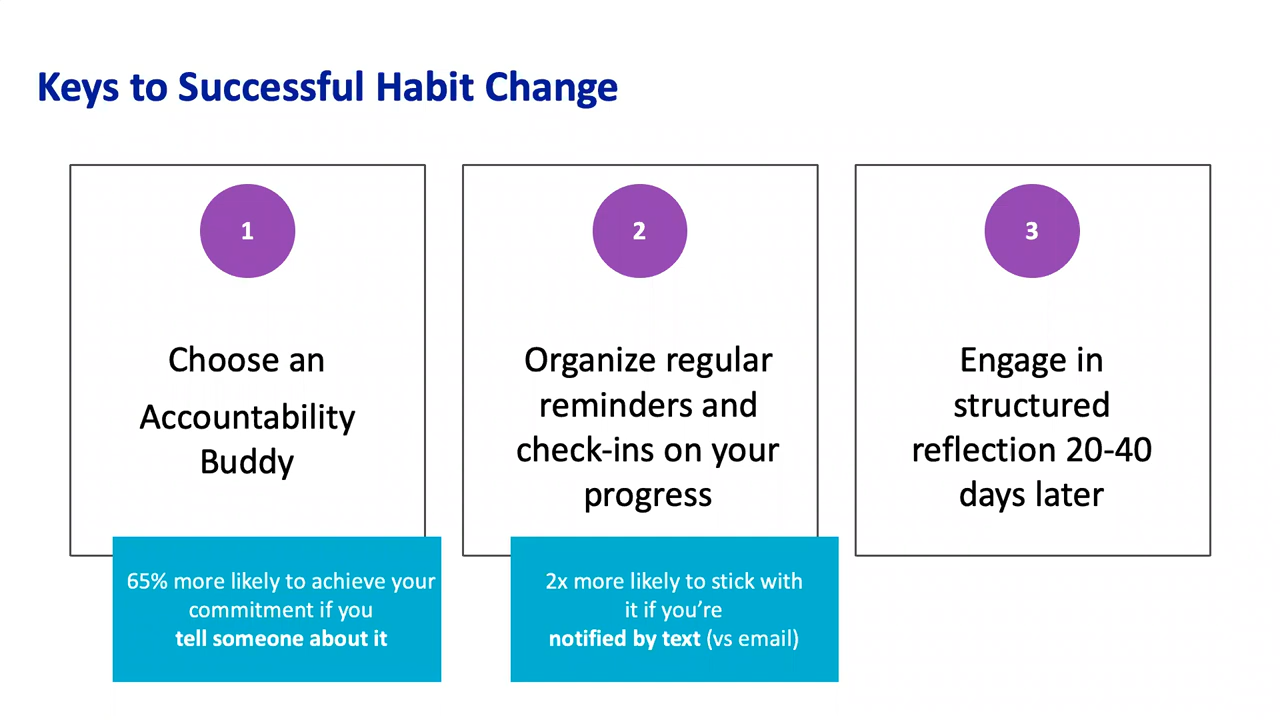 Keys to Successful Habit Change
1
Choose an
Accountability
Buddy
65% more likely to achieve your
commitment if you
tell someone about it
2
Organize regular
reminders and
check-ins on your
progress
2x more likely to stick with
it if you’re
notified by text (vs email)
3
Engage in
structured
reflection 20-40
days later